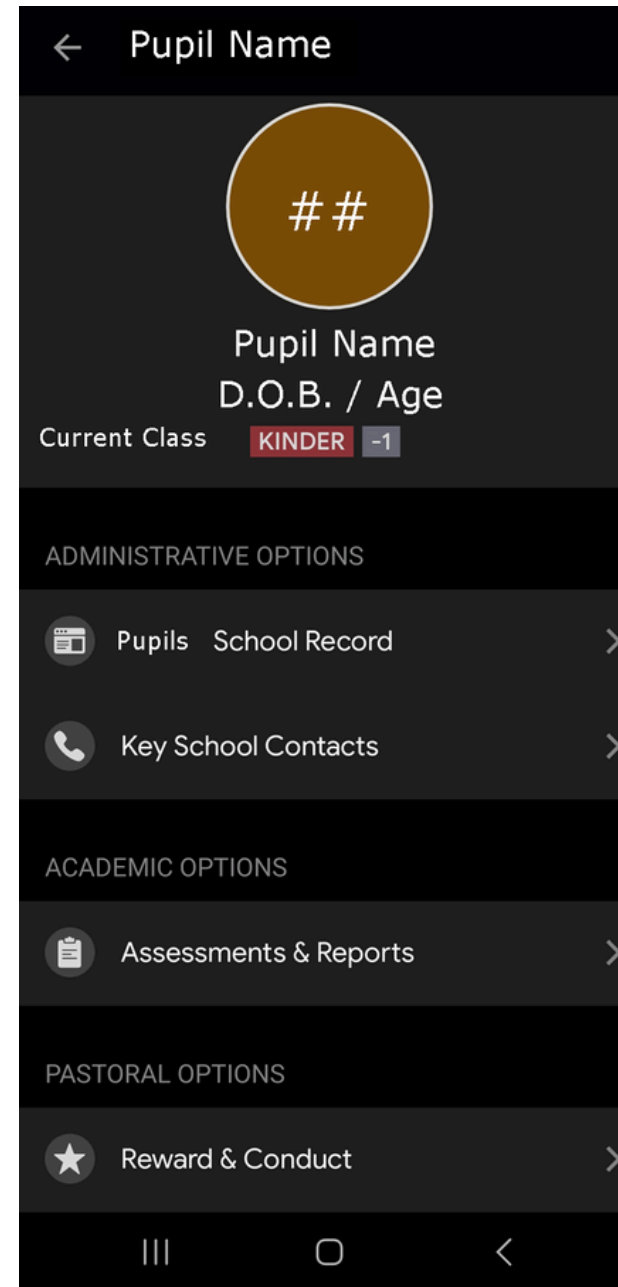 Pupil Name
##
Pupil Name
D.O.B. / Age
Current Class KINDER -1
ADMINISTRATIVE OPTIONS
Pupils School Record
Key School Contacts
ACADEMIC OPTIONS
Assessments & Reports
PASTORAL OPTIONS
Reward & Conduct